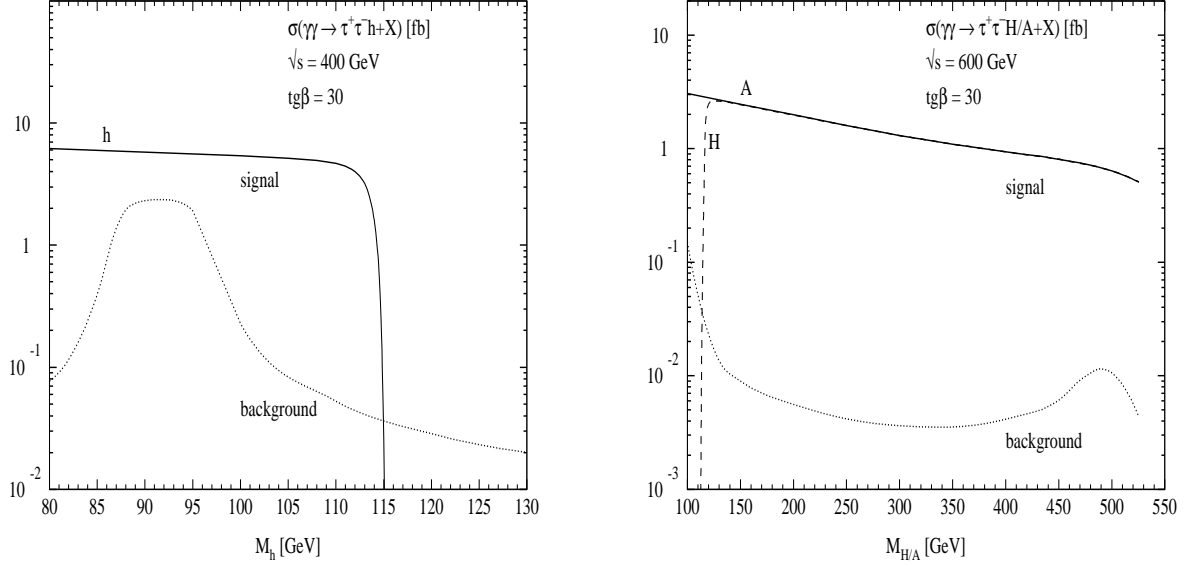 σ(γγ → τ⁺τ⁻h+X) [fb]
√s = 400 GeV
tgβ = 30
h
signal
background
10
1
10⁻¹
10⁻²
80 85 90 95 100 105 110 115 120 125 130
M_h [GeV]
σ(γγ → τ⁺τ⁻H/A+X) [fb]
√s = 600 GeV
tgβ = 30
A
H
signal
background
10
1
10⁻¹
10⁻²
10⁻³
100 150 200 250 300 350 400 450 500 550
M_H/A [GeV]